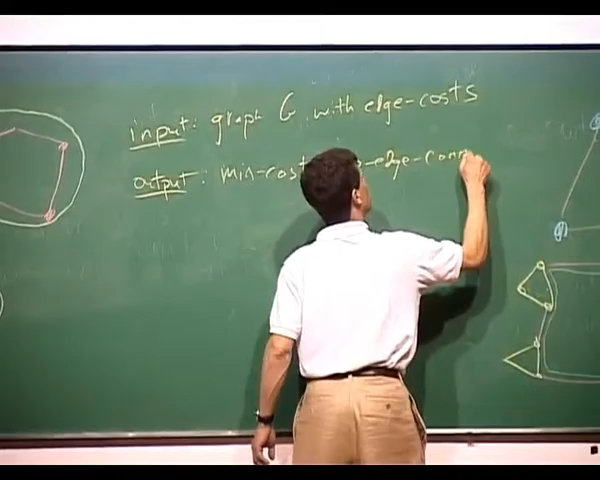 input: graph G, with edge-costs
output: min-cost -edge-conn